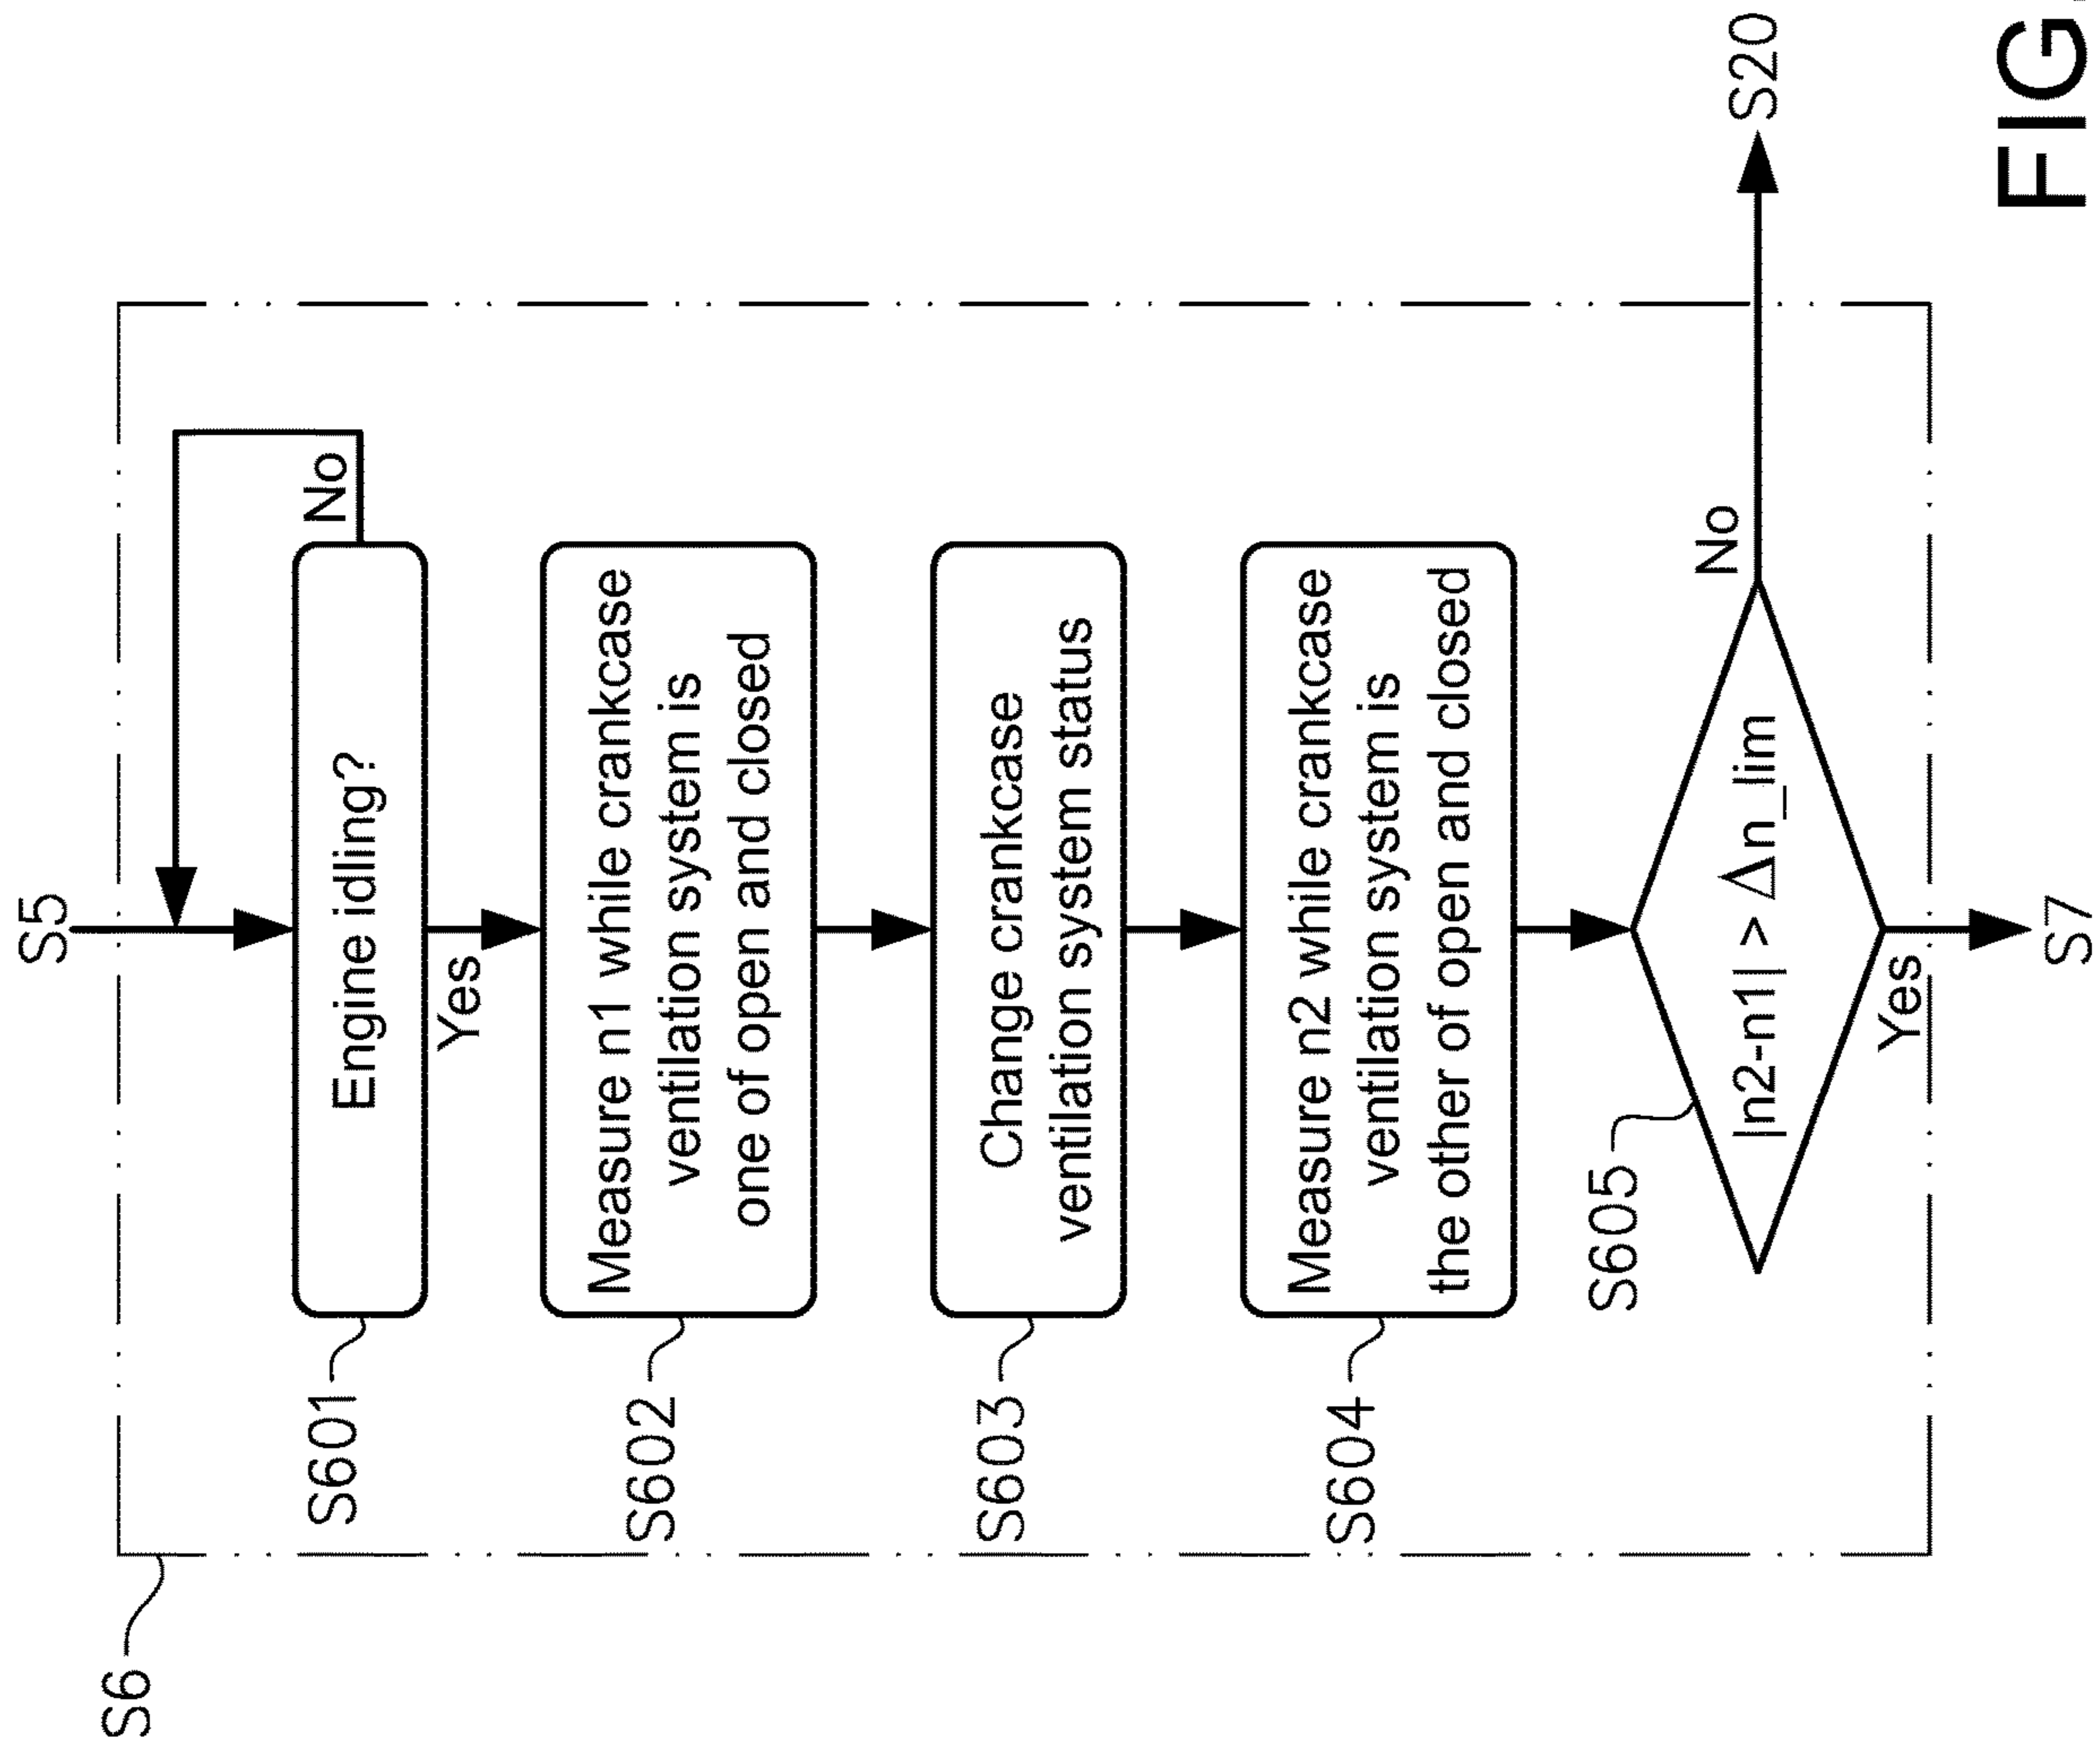 S5
S6
No
S601
Engine idling?
Yes
S602
Measure n1 while crankcase
ventilation system is
one of open and closed
S603
Change crankcase
ventilation system status
S604
Measure n2 while crankcase
ventilation system is
the other of open and closed
S605
|n2-n1| > Δn_lim
No
S20
Yes
S7
FIG.